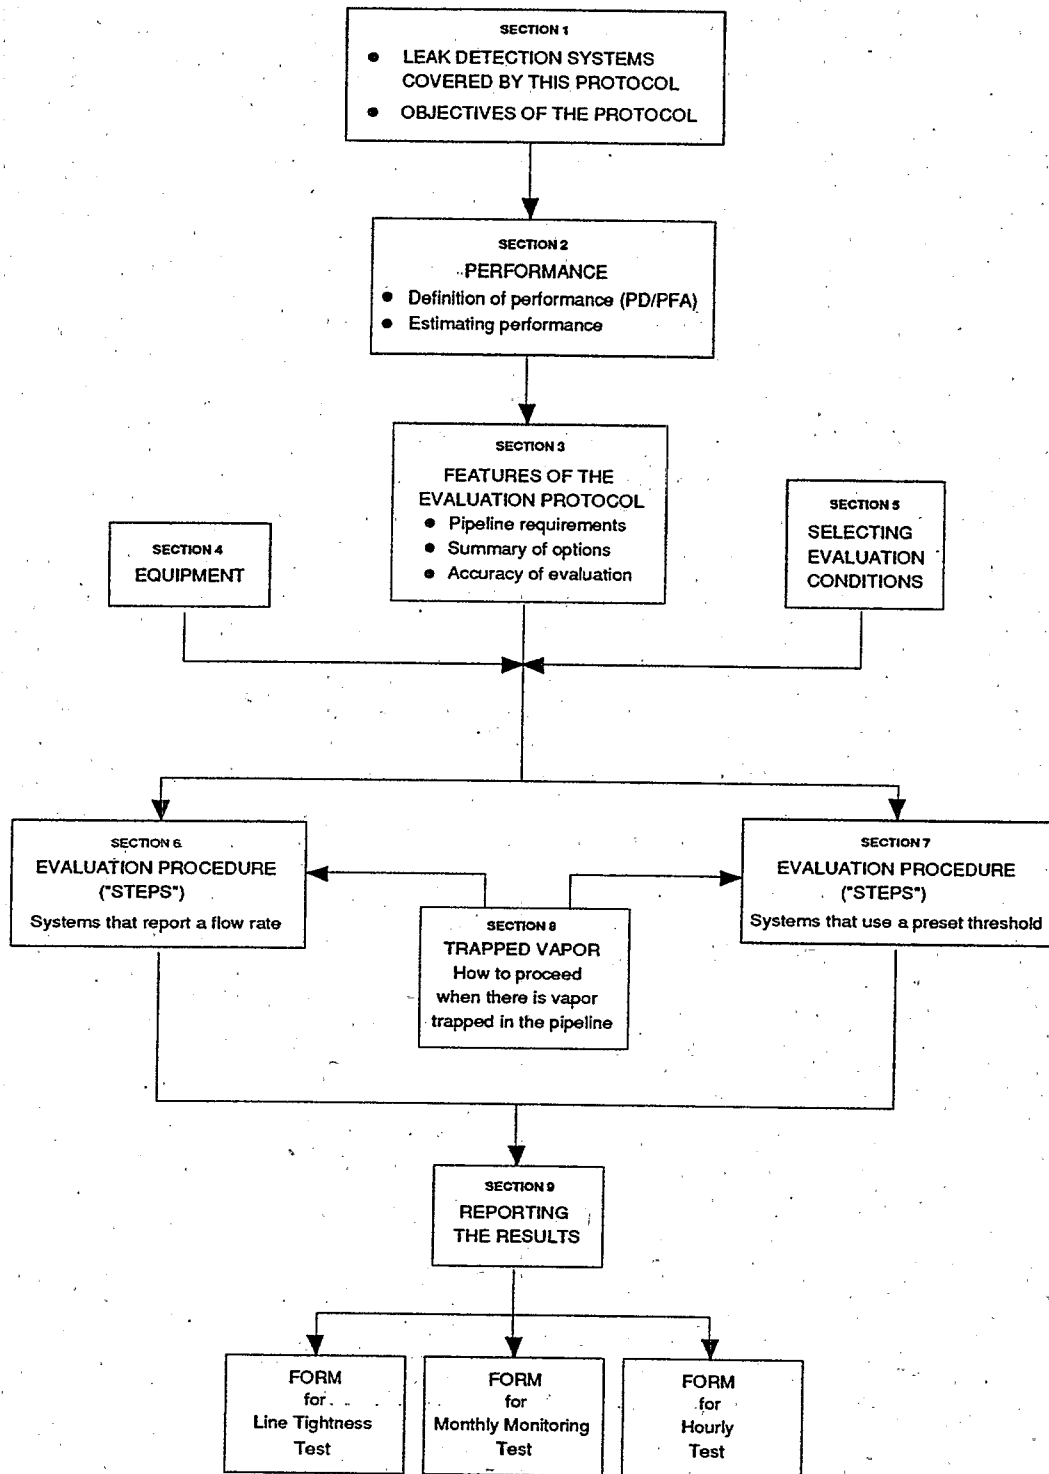 SECTION 1
● LEAK DETECTION SYSTEMS
COVERED BY THIS PROTOCOL
● OBJECTIVES OF THE PROTOCOL
SECTION 2
PERFORMANCE
● Definition of performance (PD/PFA)
● Estimating performance
SECTION 3
FEATURES OF THE
EVALUATION PROTOCOL
● Pipeline requirements
● Summary of options
● Accuracy of evaluation
SECTION 4
EQUIPMENT
SECTION 5
SELECTING
EVALUATION
CONDITIONS
SECTION 6
EVALUATION PROCEDURE
("STEPS")
Systems that report a flow rate
SECTION 7
EVALUATION PROCEDURE
("STEPS")
Systems that use a preset threshold
SECTION 8
TRAPPED VAPOR
How to proceed
when there is vapor
trapped in the pipeline
SECTION 9
REPORTING
THE RESULTS
FORM
for
Line Tightness
Test
FORM
for
Monthly Monitoring
Test
FORM
for
Hourly
Test